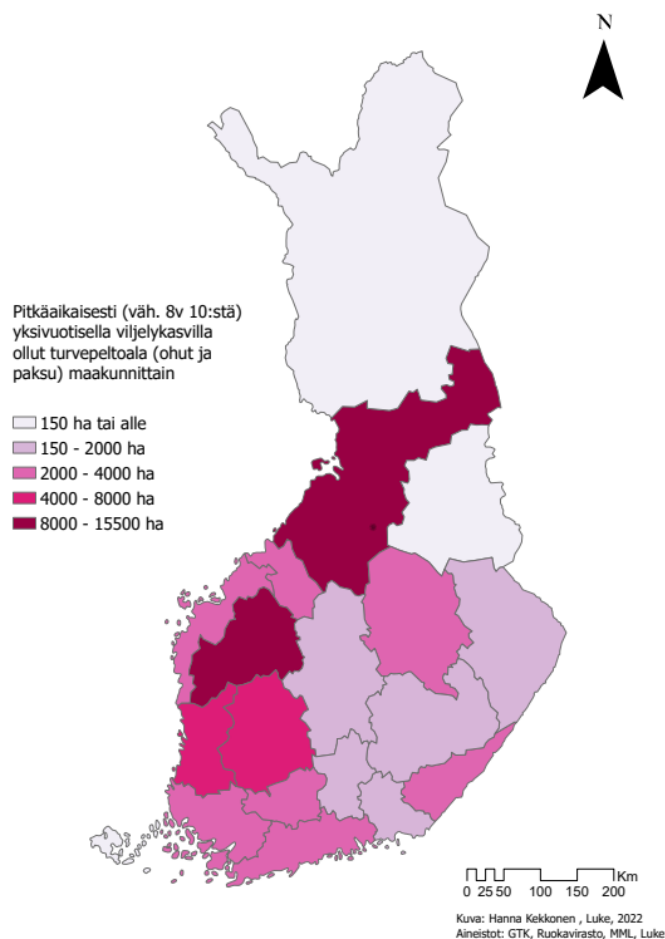 N
Pitkäaikaisesti (väh. 8v 10:stä)
yksivuotisella viljelykasvilla
ollut turvepeltoala (ohut ja
paksu) maakunnittain
150 ha tai alle
150 - 2000 ha
2000 - 4000 ha
4000 - 8000 ha
8000 - 15500 ha
Km
0 25 50 100 150 200
Kuva: Hanna Kekkonen , Luke, 2022
Aineistot: GTK, Ruokavirasto, MML, Luke